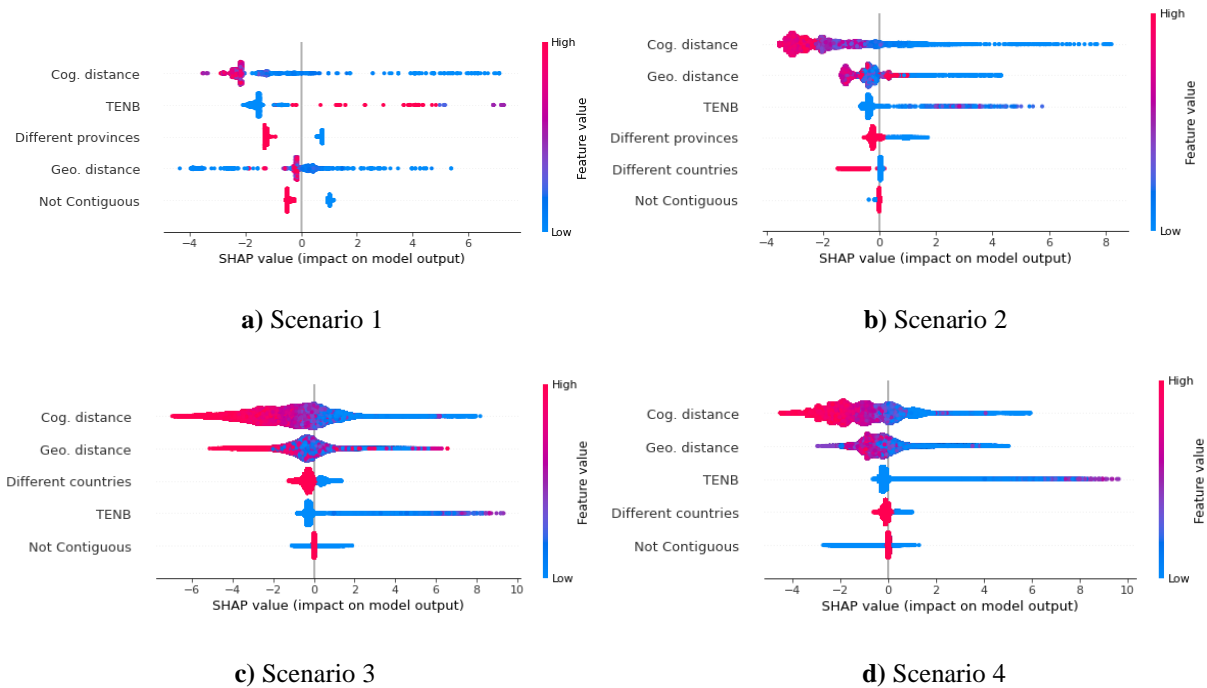 High
Cog. distance
TENB
Different provinces
Geo. distance
Not Contiguous
Feature value
Low
−4 −2 0 2 4 6
SHAP value (impact on model output)
a) Scenario 1
High
Cog. distance
Geo. distance
TENB
Different provinces
Different countries
Not Contiguous
Feature value
Low
−4 −2 0 2 4 6 8
SHAP value (impact on model output)
b) Scenario 2
High
Cog. distance
Geo. distance
Different countries
TENB
Not Contiguous
Feature value
Low
−6 −4 −2 0 2 4 6 8 10
SHAP value (impact on model output)
c) Scenario 3
High
Cog. distance
Geo. distance
TENB
Different countries
Not Contiguous
Feature value
Low
−4 −2 0 2 4 6 8 10
SHAP value (impact on model output)
d) Scenario 4